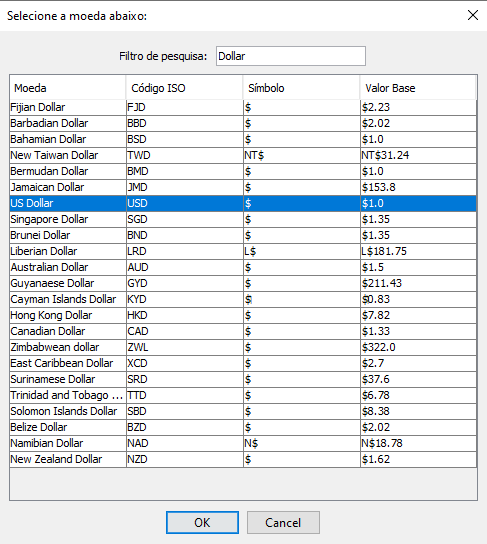 Selecione a moeda abaixo:
Filtro de pesquisa: Dollar
Moeda Código ISO Símbolo Valor Base
Fijian Dollar FJD $ $2.23
Barbadian Dollar BBD $ $2.02
Bahamian Dollar BSD $ $1.0
New Taiwan Dollar TWD NT$ NT$31.24
Bermudan Dollar BMD $ $1.0
Jamaican Dollar JMD $ $153.8
US Dollar USD $ $1.0
Singapore Dollar SGD $ $1.35
Brunei Dollar BND $ $1.35
Liberian Dollar LRD L$ L$181.75
Australian Dollar AUD $ $1.5
Guyanaese Dollar GYD $ $211.43
Cayman Islands Dollar KYD $ $0.83
Hong Kong Dollar HKD $ $7.82
Canadian Dollar CAD $ $1.33
Zimbabwean dollar ZWL $ $322.0
East Caribbean Dollar XCD $ $2.7
Surinamese Dollar SRD $ $37.6
Trinidad and Tobago ... TTD $ $6.78
Solomon Islands Dollar SBD $ $8.38
Belize Dollar BZD $ $2.02
Namibian Dollar NAD N$ N$18.78
New Zealand Dollar NZD $ $1.62
OK Cancel